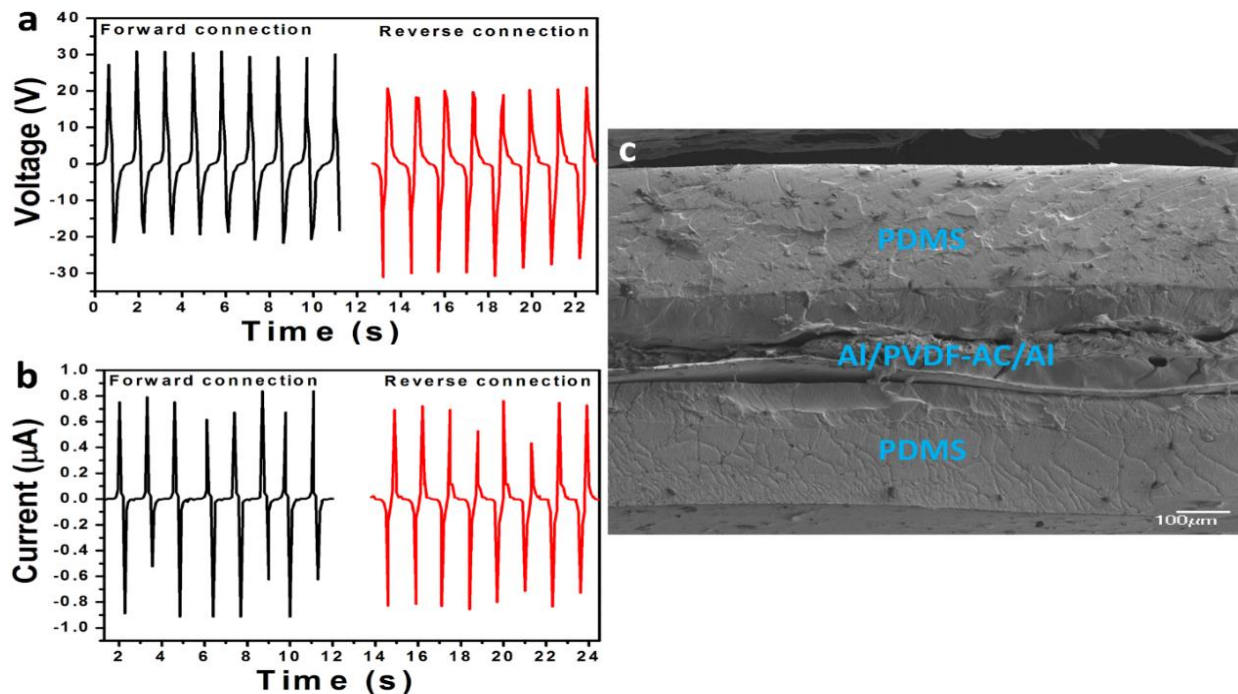 a
Forward connection
Reverse connection
Voltage (V)
40
30
20
10
0
-10
-20
-30
0 2 4 6 8 10 12 14 16 18 20 22
Time (s)
b
Forward connection
Reverse connection
Current (μA)
1.0
0.8
0.6
0.4
0.2
0.0
-0.2
-0.4
-0.6
-0.8
-1.0
2 4 6 8 10 12 14 16 18 20 22 24
Time (s)
c
PDMS
Al/PVDF-AC/Al
PDMS
100μm